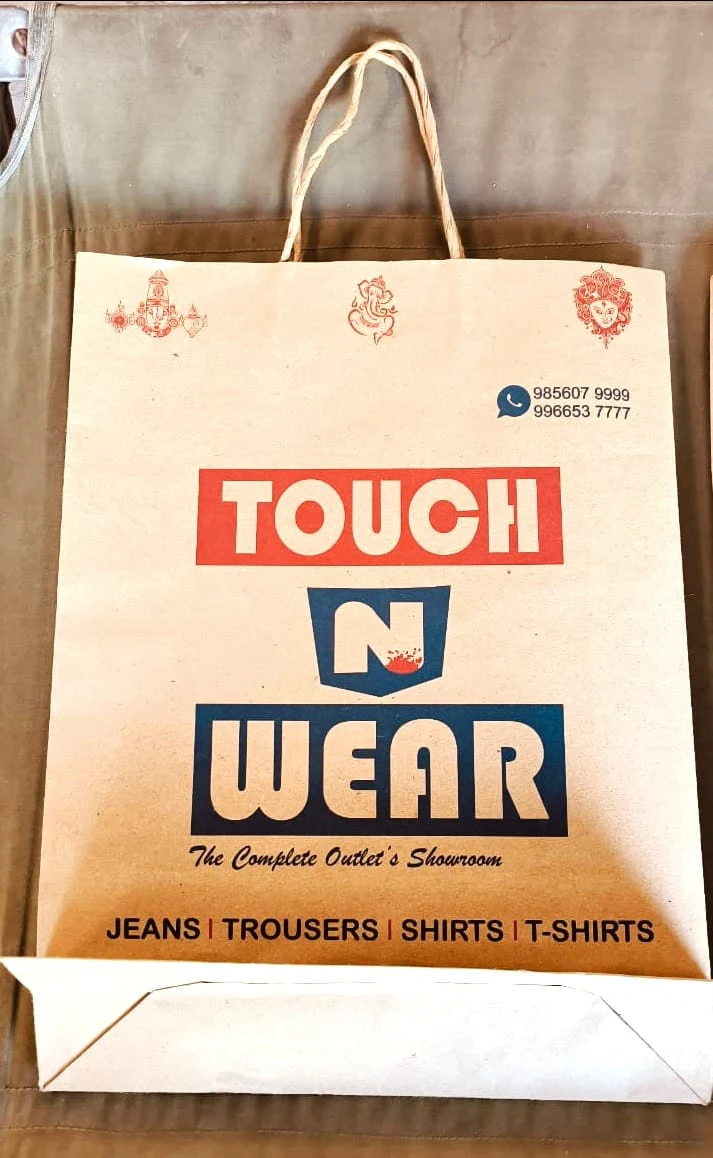 985607 9999
996653 7777
TOUCH
N
WEAR
The Complete Outlet's Showroom
JEANS | TROUSERS | SHIRTS | T-SHIRTS